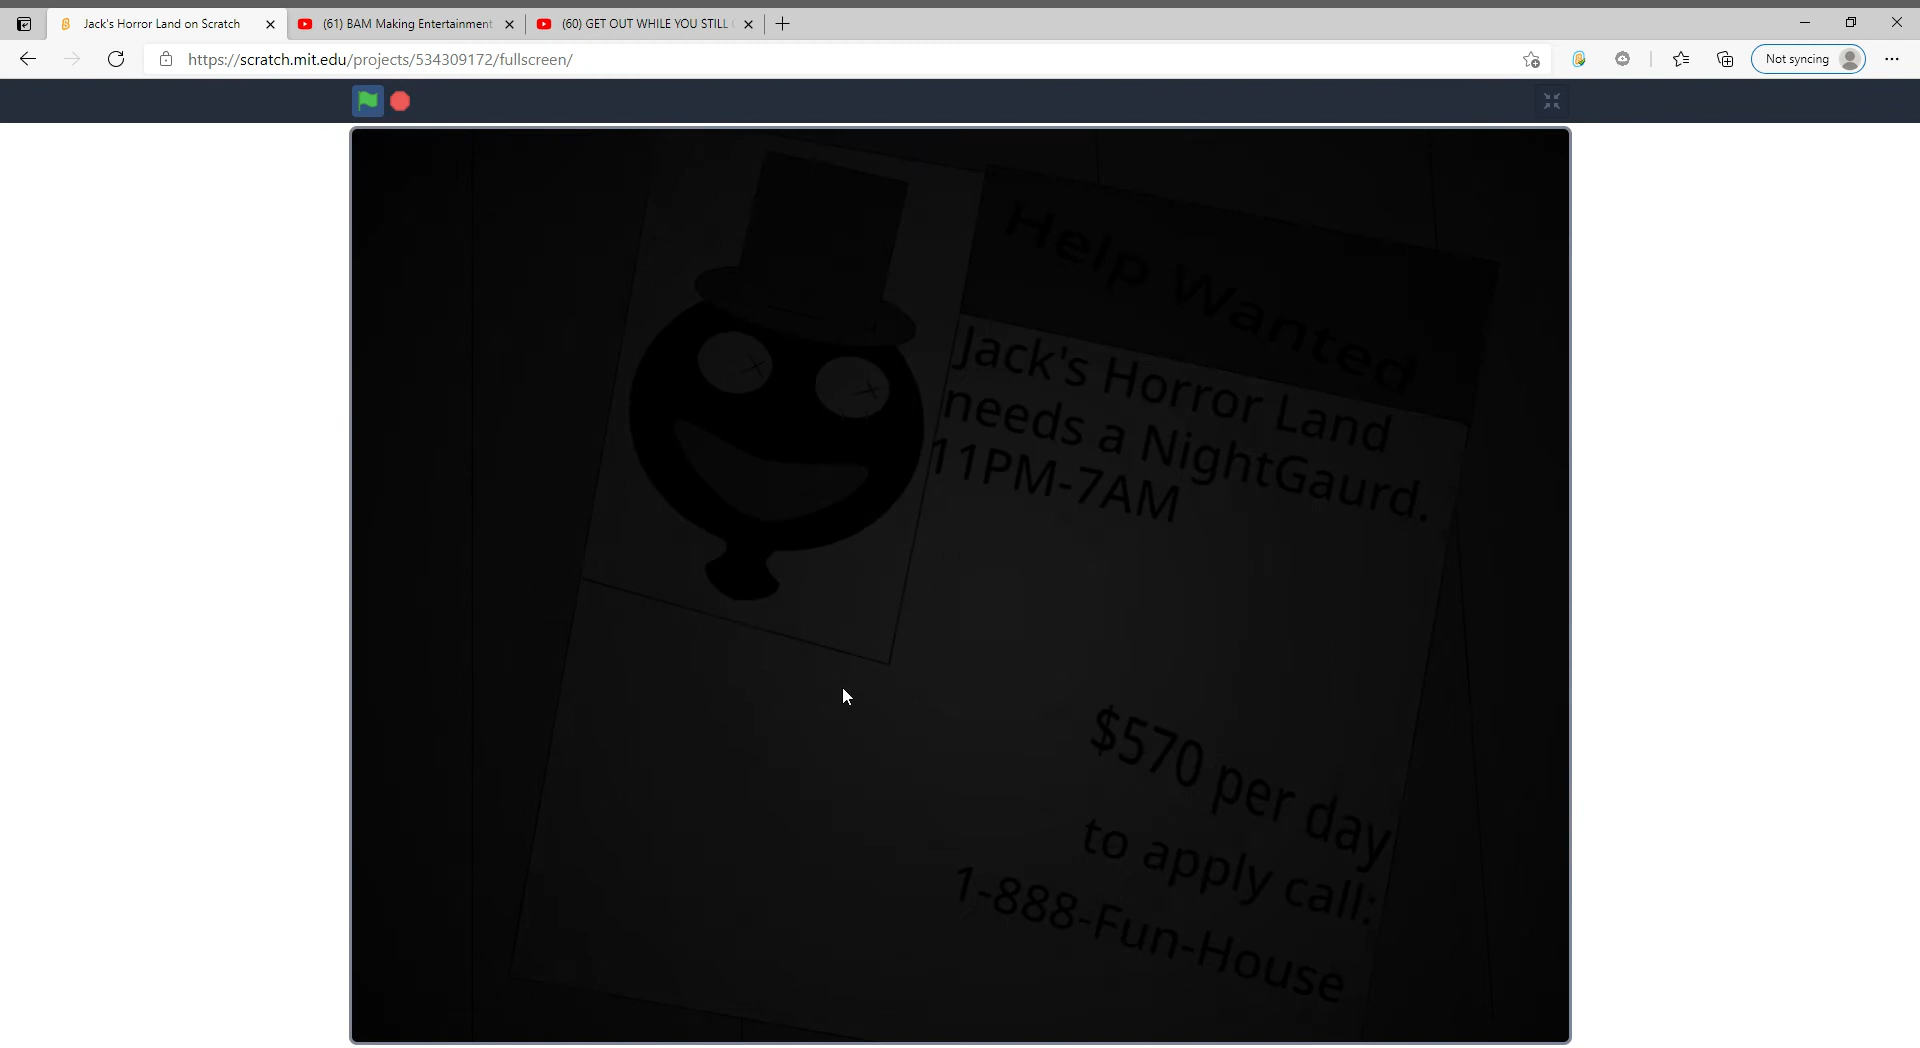 Jack's Horror Land on Scratch
(61) BAM Making Entertainment
(60) GET OUT WHILE YOU STILL
https://scratch.mit.edu/projects/534309172/fullscreen/
Not syncing
Help Wanted
Jack's Horror Land
needs a NightGaurd.
11PM-7AM
$570 per day
to apply call:
1-888-Fun-House